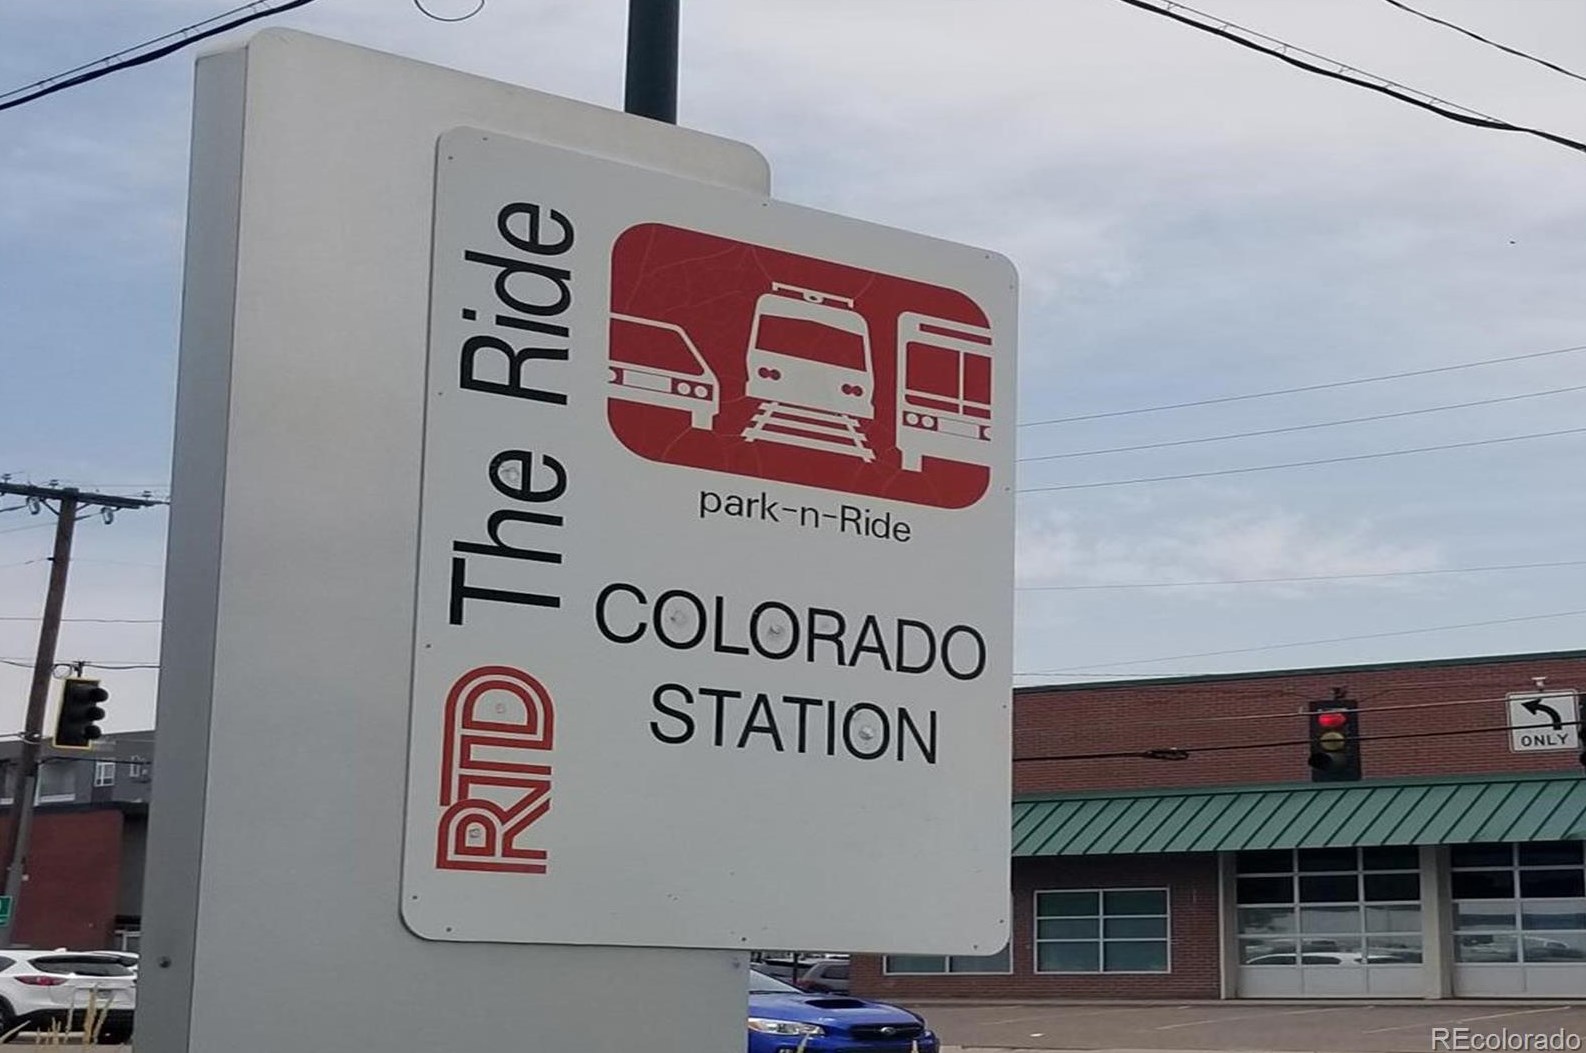 RTD The Ride
park-n-Ride
COLORADO
STATION
ONLY
REcolorado